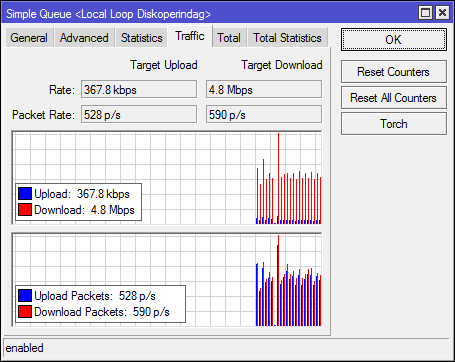 Simple Queue <Local Loop Diskoperindag>
General Advanced Statistics Traffic Total Total Statistics
OK
Reset Counters
Reset All Counters
Torch
Target Upload Target Download
Rate: 367.8 kbps 4.8 Mbps
Packet Rate: 528 p/s 590 p/s
Upload: 367.8 kbps
Download: 4.8 Mbps
Upload Packets: 528 p/s
Download Packets: 590 p/s
enabled